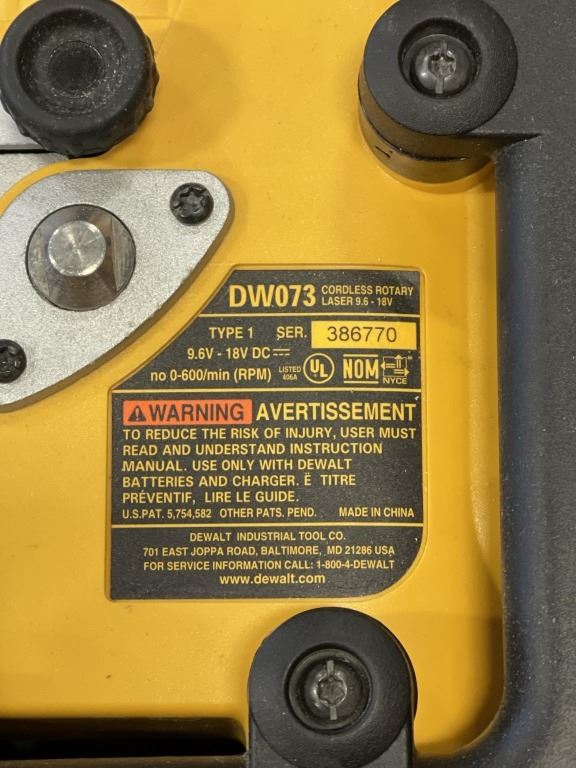 DW073 CORDLESS ROTARY
LASER 9.6 - 18V
TYPE 1 SER. 386770
9.6V - 18V DC
no 0-600/min (RPM) LISTED 406A UL NOM NYCE
WARNING AVERTISSEMENT
TO REDUCE THE RISK OF INJURY, USER MUST
READ AND UNDERSTAND INSTRUCTION
MANUAL. USE ONLY WITH DEWALT
BATTERIES AND CHARGER. Ë TITRE
PRÉVENTIF, LIRE LE GUIDE.
U.S.PAT. 5,754,582 OTHER PATS. PEND. MADE IN CHINA
DEWALT INDUSTRIAL TOOL CO.
701 EAST JOPPA ROAD, BALTIMORE, MD 21286 USA
FOR SERVICE INFORMATION CALL: 1-800-4-DEWALT
www.dewalt.com